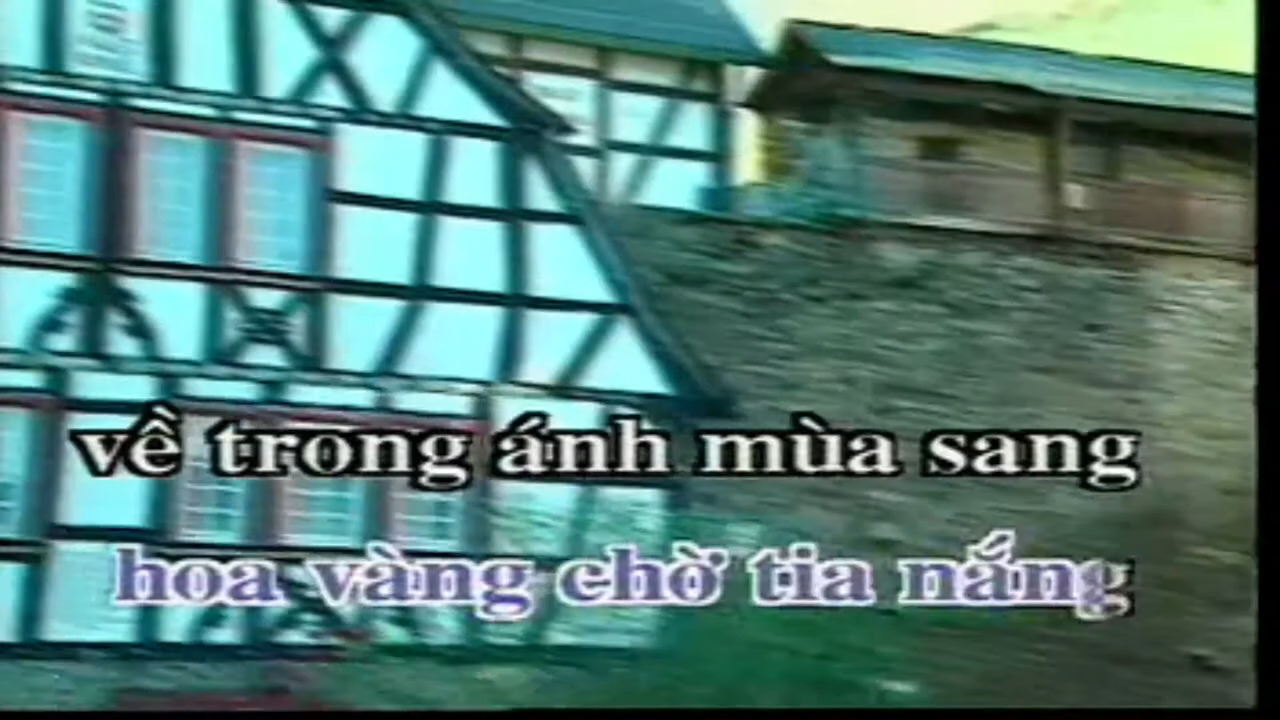 về trong ánh mùa sang
hoa vàng chờ tia nắng